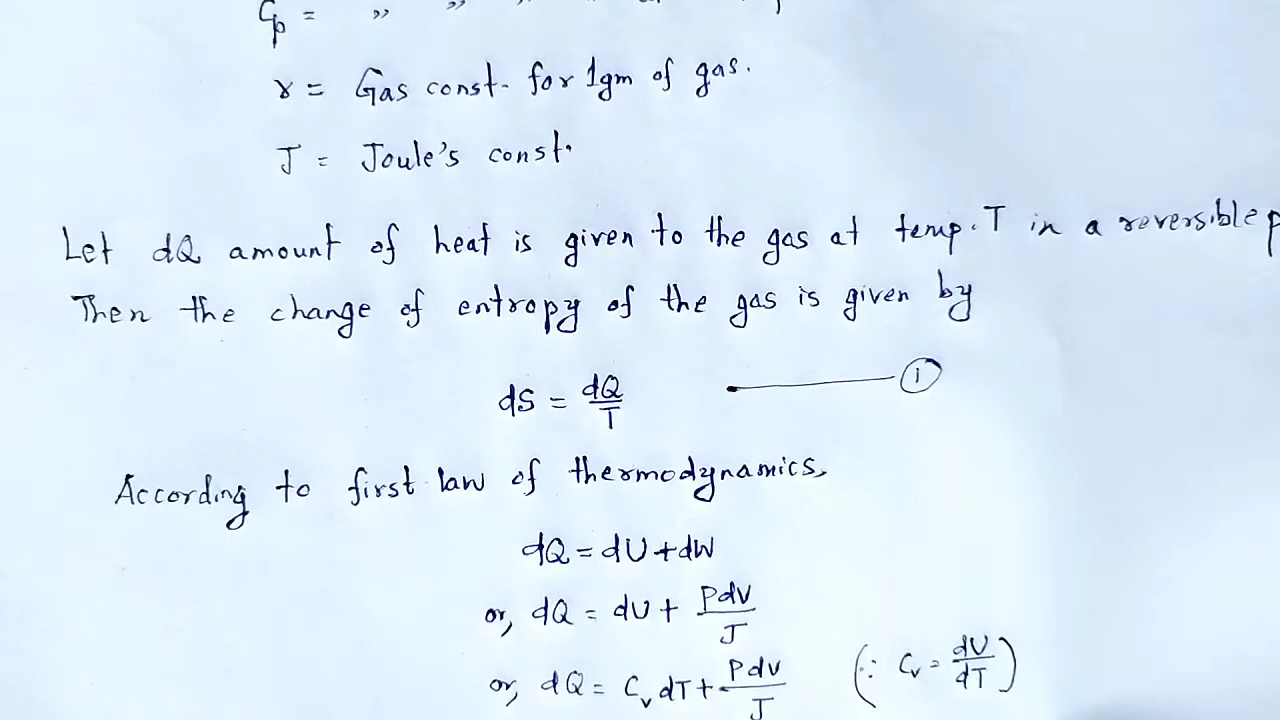 Cp = " " "
r = Gas const. for 1gm of gas.
J = Joule's const.
Let dQ amount of heat is given to the gas at temp. T in a reversible p
Then the change of entropy of the gas is given by
dS = dQ/T —— ①
According to first law of thermodynamics,
dQ = dU + dW
or, dQ = dU + PdV/J
or, dQ = Cv dT + PdV/J (∵ Cv = dU/dT)